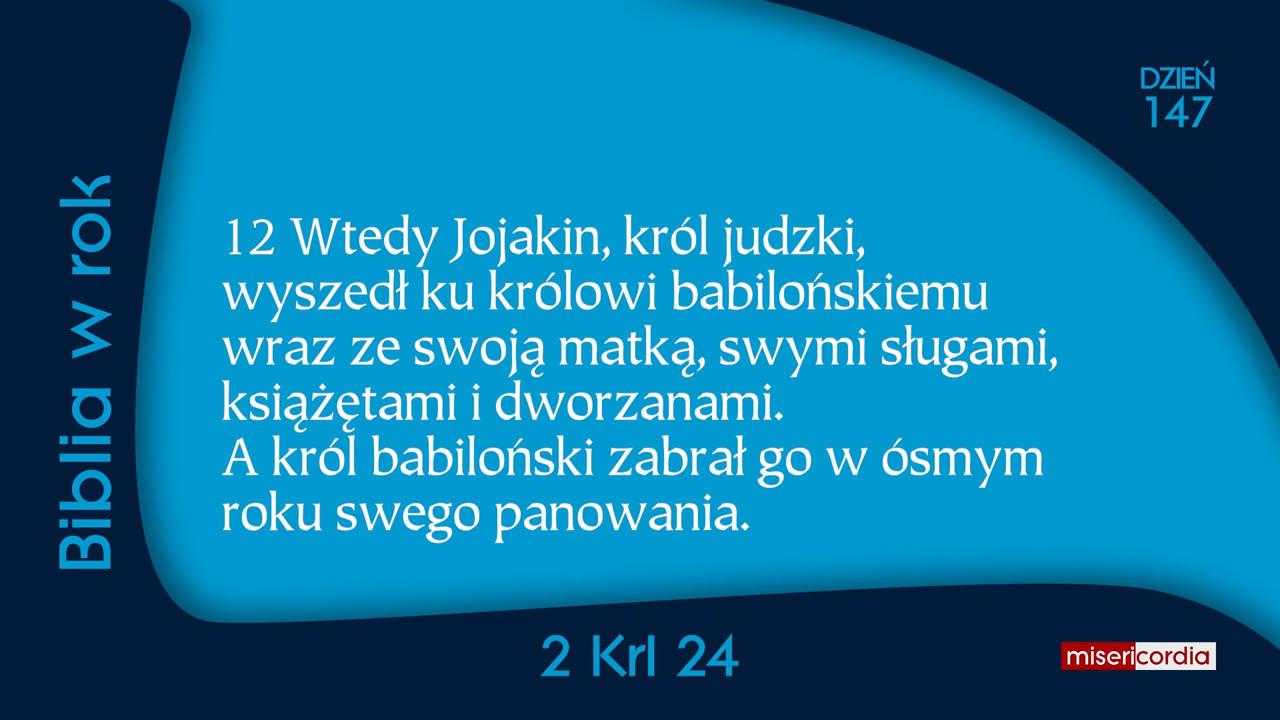 DZIEŃ
147
Biblia w rok
12 Wtedy Jojakin, król judzki,
wyszedł ku królowi babilońskiemu
wraz ze swoją matką, swymi sługami,
książętami i dworzanami.
A król babiloński zabrał go w ósmym
roku swego panowania.
2 Krl 24
misericordia